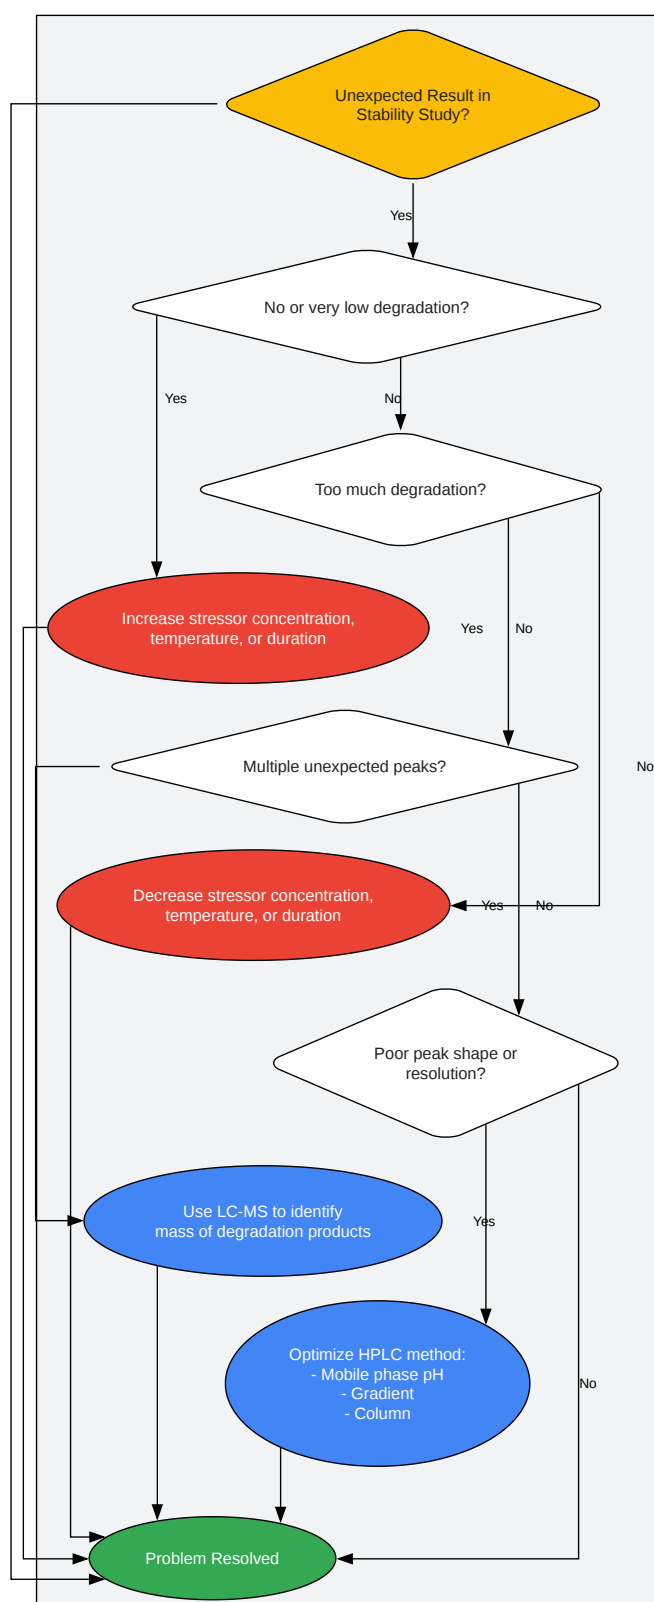 Unexpected Result in
Stability Study?
Yes
No or very low degradation?
Yes
No
Too much degradation?
Increase stressor concentration,
temperature, or duration
Yes
No
Multiple unexpected peaks?
No
Decrease stressor concentration,
temperature, or duration
Yes
No
Poor peak shape or
resolution?
Use LC-MS to identify
mass of degradation products
Yes
Optimize HPLC method:
- Mobile phase pH
- Gradient
- Column
No
Problem Resolved